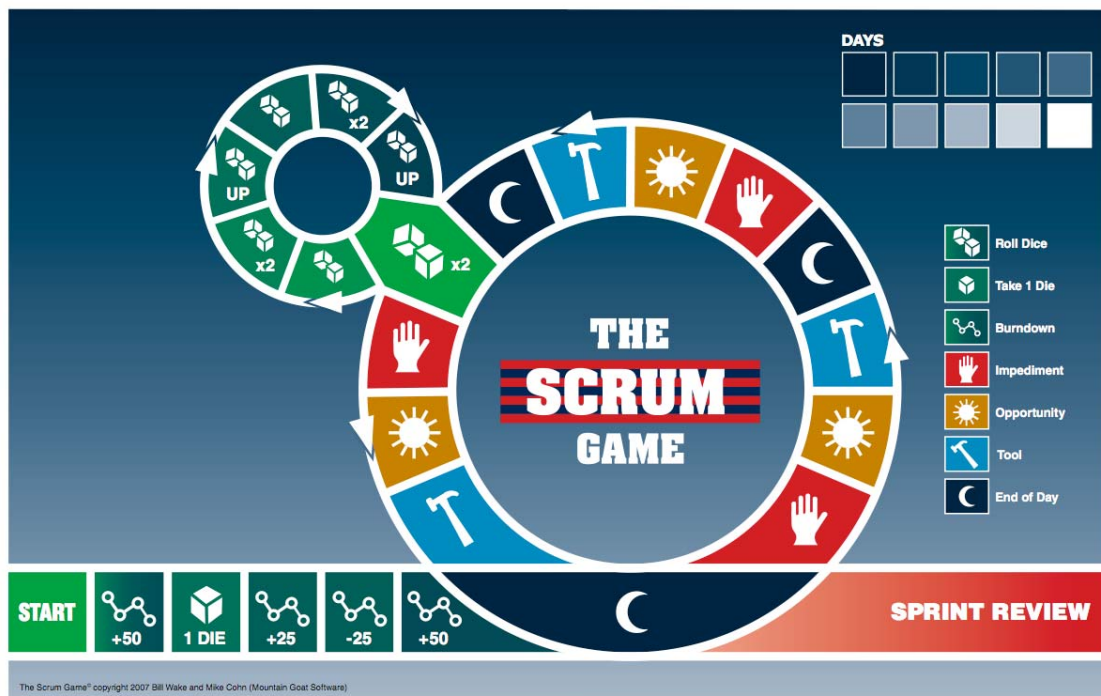 DAYS
x2
UP
UP
x2
x2
Roll Dice
Take 1 Die
Burndown
Impediment
Opportunity
Tool
End of Day
THE
SCRUM
GAME
START
+50
1 DIE
+25
-25
+50
SPRINT REVIEW
The Scrum Game® copyright 2007 Bill Wake and Mike Cohn (Mountain Goat Software)